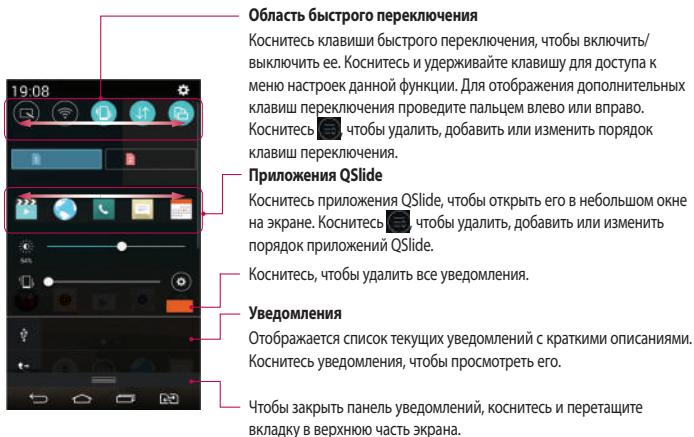 Область быстрого переключения
Коснитесь клавиши быстрого переключения, чтобы включить/
выключить ее. Коснитесь и удерживайте клавишу для доступа к
меню настроек данной функции. Для отображения дополнительных
клавиш переключения проведите пальцем влево или вправо.
Коснитесь , чтобы удалить, добавить или изменить порядок
клавиш переключения.
Приложения QSlide
Коснитесь приложения QSlide, чтобы открыть его в небольшом окне
на экране. Коснитесь , чтобы удалить, добавить или изменить
порядок приложений QSlide.
Коснитесь, чтобы удалить все уведомления.
Уведомления
Отображается список текущих уведомлений с краткими описаниями.
Коснитесь уведомления, чтобы просмотреть его.
Чтобы закрыть панель уведомлений, коснитесь и перетащите
вкладку в верхнюю часть экрана.
19:08
54%